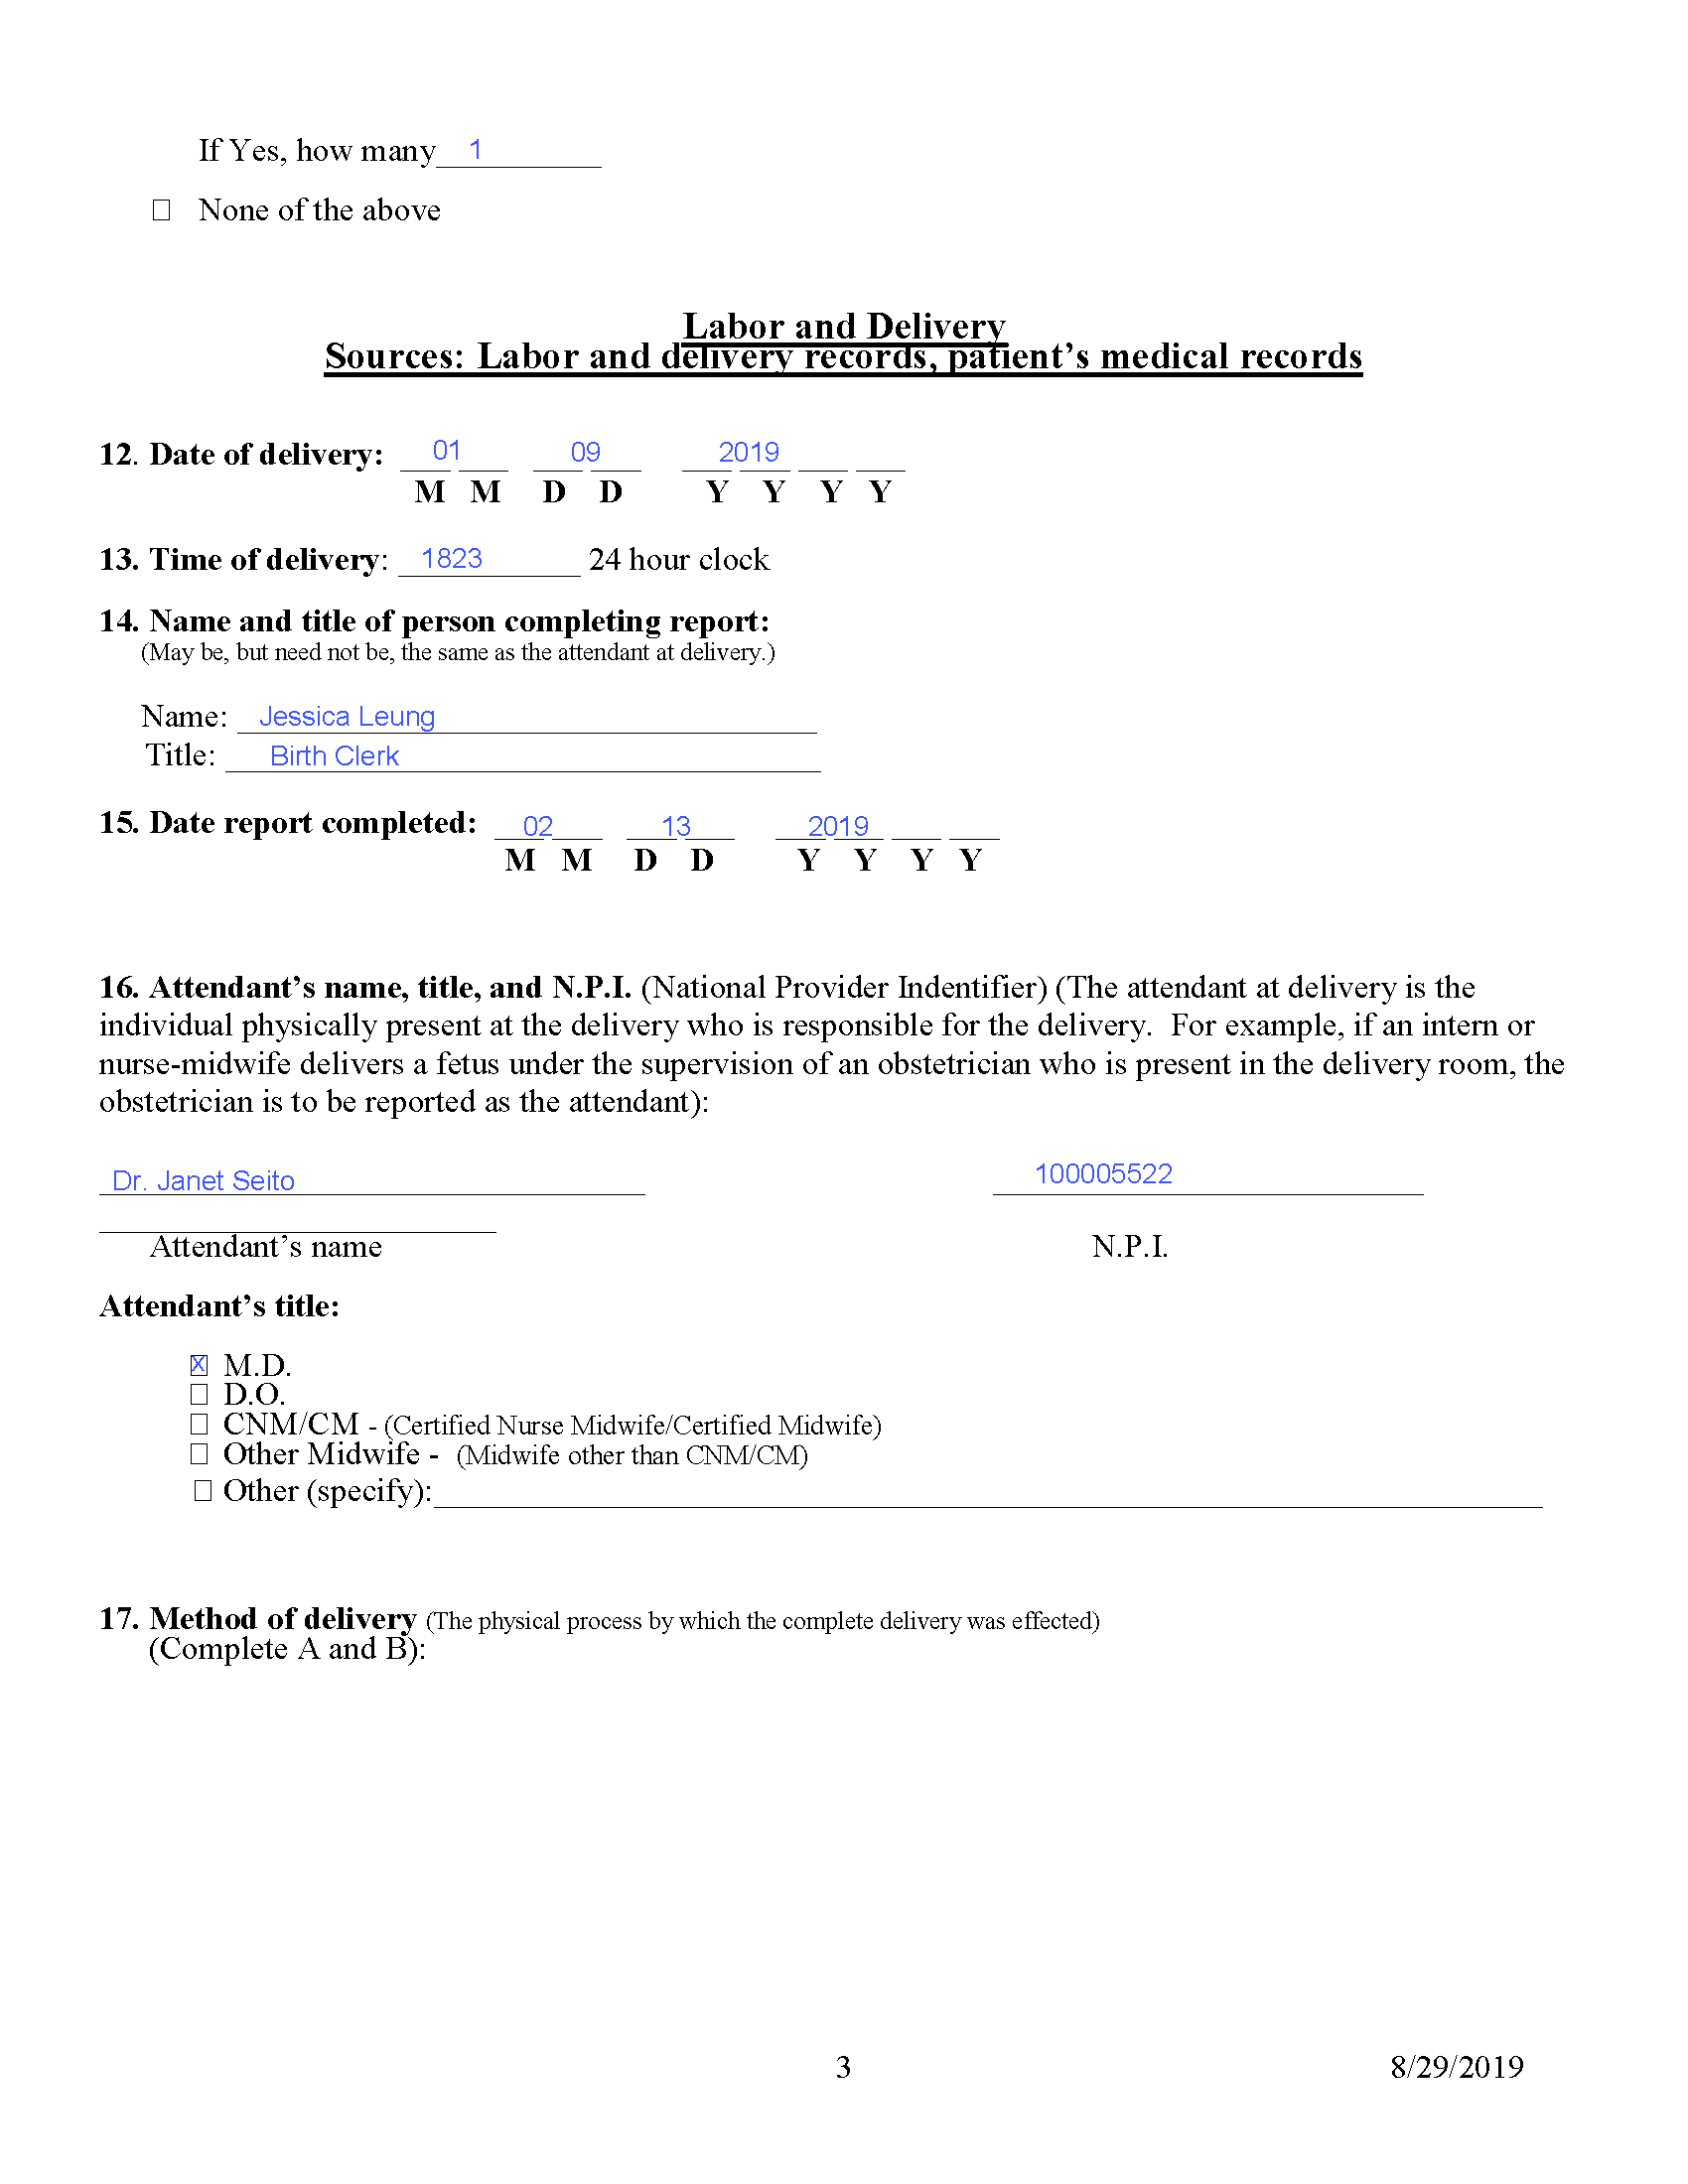 If Yes, how many 1
☐ None of the above
Labor and Delivery
Sources: Labor and delivery records, patient’s medical records
12. Date of delivery: 01 09 2019
M M D D Y Y Y Y
13. Time of delivery: 1823 24 hour clock
14. Name and title of person completing report:
(May be, but need not be, the same as the attendant at delivery.)
Name: Jessica Leung
Title: Birth Clerk
15. Date report completed: 02 13 2019
M M D D Y Y Y Y
16. Attendant’s name, title, and N.P.I. (National Provider Indentifier) (The attendant at delivery is the
individual physically present at the delivery who is responsible for the delivery. For example, if an intern or
nurse-midwife delivers a fetus under the supervision of an obstetrician who is present in the delivery room, the
obstetrician is to be reported as the attendant):
Dr. Janet Seito 100005522
Attendant’s name N.P.I.
Attendant’s title:
☒ M.D.
☐ D.O.
☐ CNM/CM - (Certified Nurse Midwife/Certified Midwife)
☐ Other Midwife - (Midwife other than CNM/CM)
☐ Other (specify):
17. Method of delivery (The physical process by which the complete delivery was effected)
(Complete A and B):
3 8/29/2019